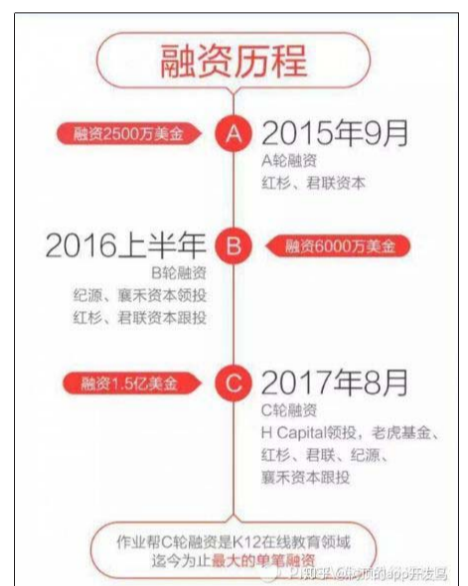 融资历程
融资2500万美金
A
2015年9月
A轮融资
红杉、君联资本
2016上半年
B
融资6000万美金
B轮融资
纪源、襄禾资本领投
红杉、君联资本跟投
融资1.5亿美金
C
2017年8月
C轮融资
H Capital领投，老虎基金、
红杉、君联、纪源、
襄禾资本跟投
作业帮C轮融资是K12在线教育领域
迄今为止最大的单笔融资